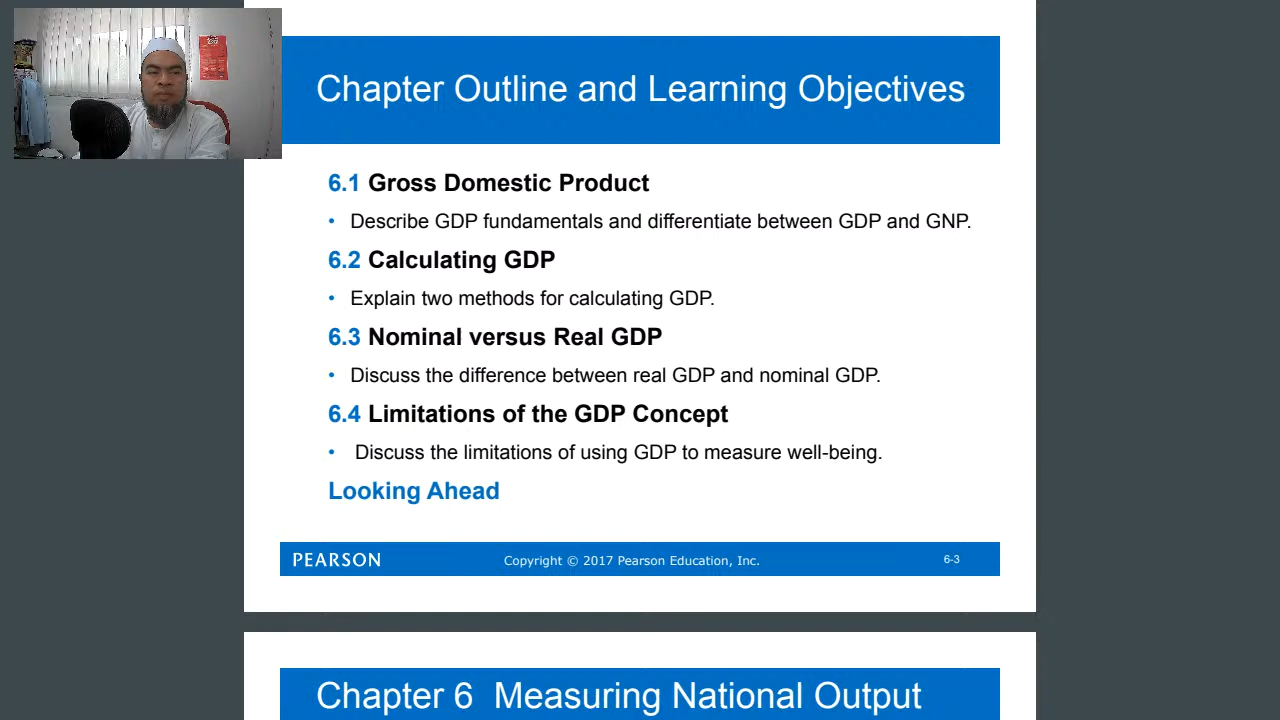 Chapter Outline and Learning Objectives
6.1 Gross Domestic Product
• Describe GDP fundamentals and differentiate between GDP and GNP.
6.2 Calculating GDP
• Explain two methods for calculating GDP.
6.3 Nominal versus Real GDP
• Discuss the difference between real GDP and nominal GDP.
6.4 Limitations of the GDP Concept
• Discuss the limitations of using GDP to measure well-being.
Looking Ahead
PEARSON Copyright © 2017 Pearson Education, Inc. 6-3
Chapter 6 Measuring National Output